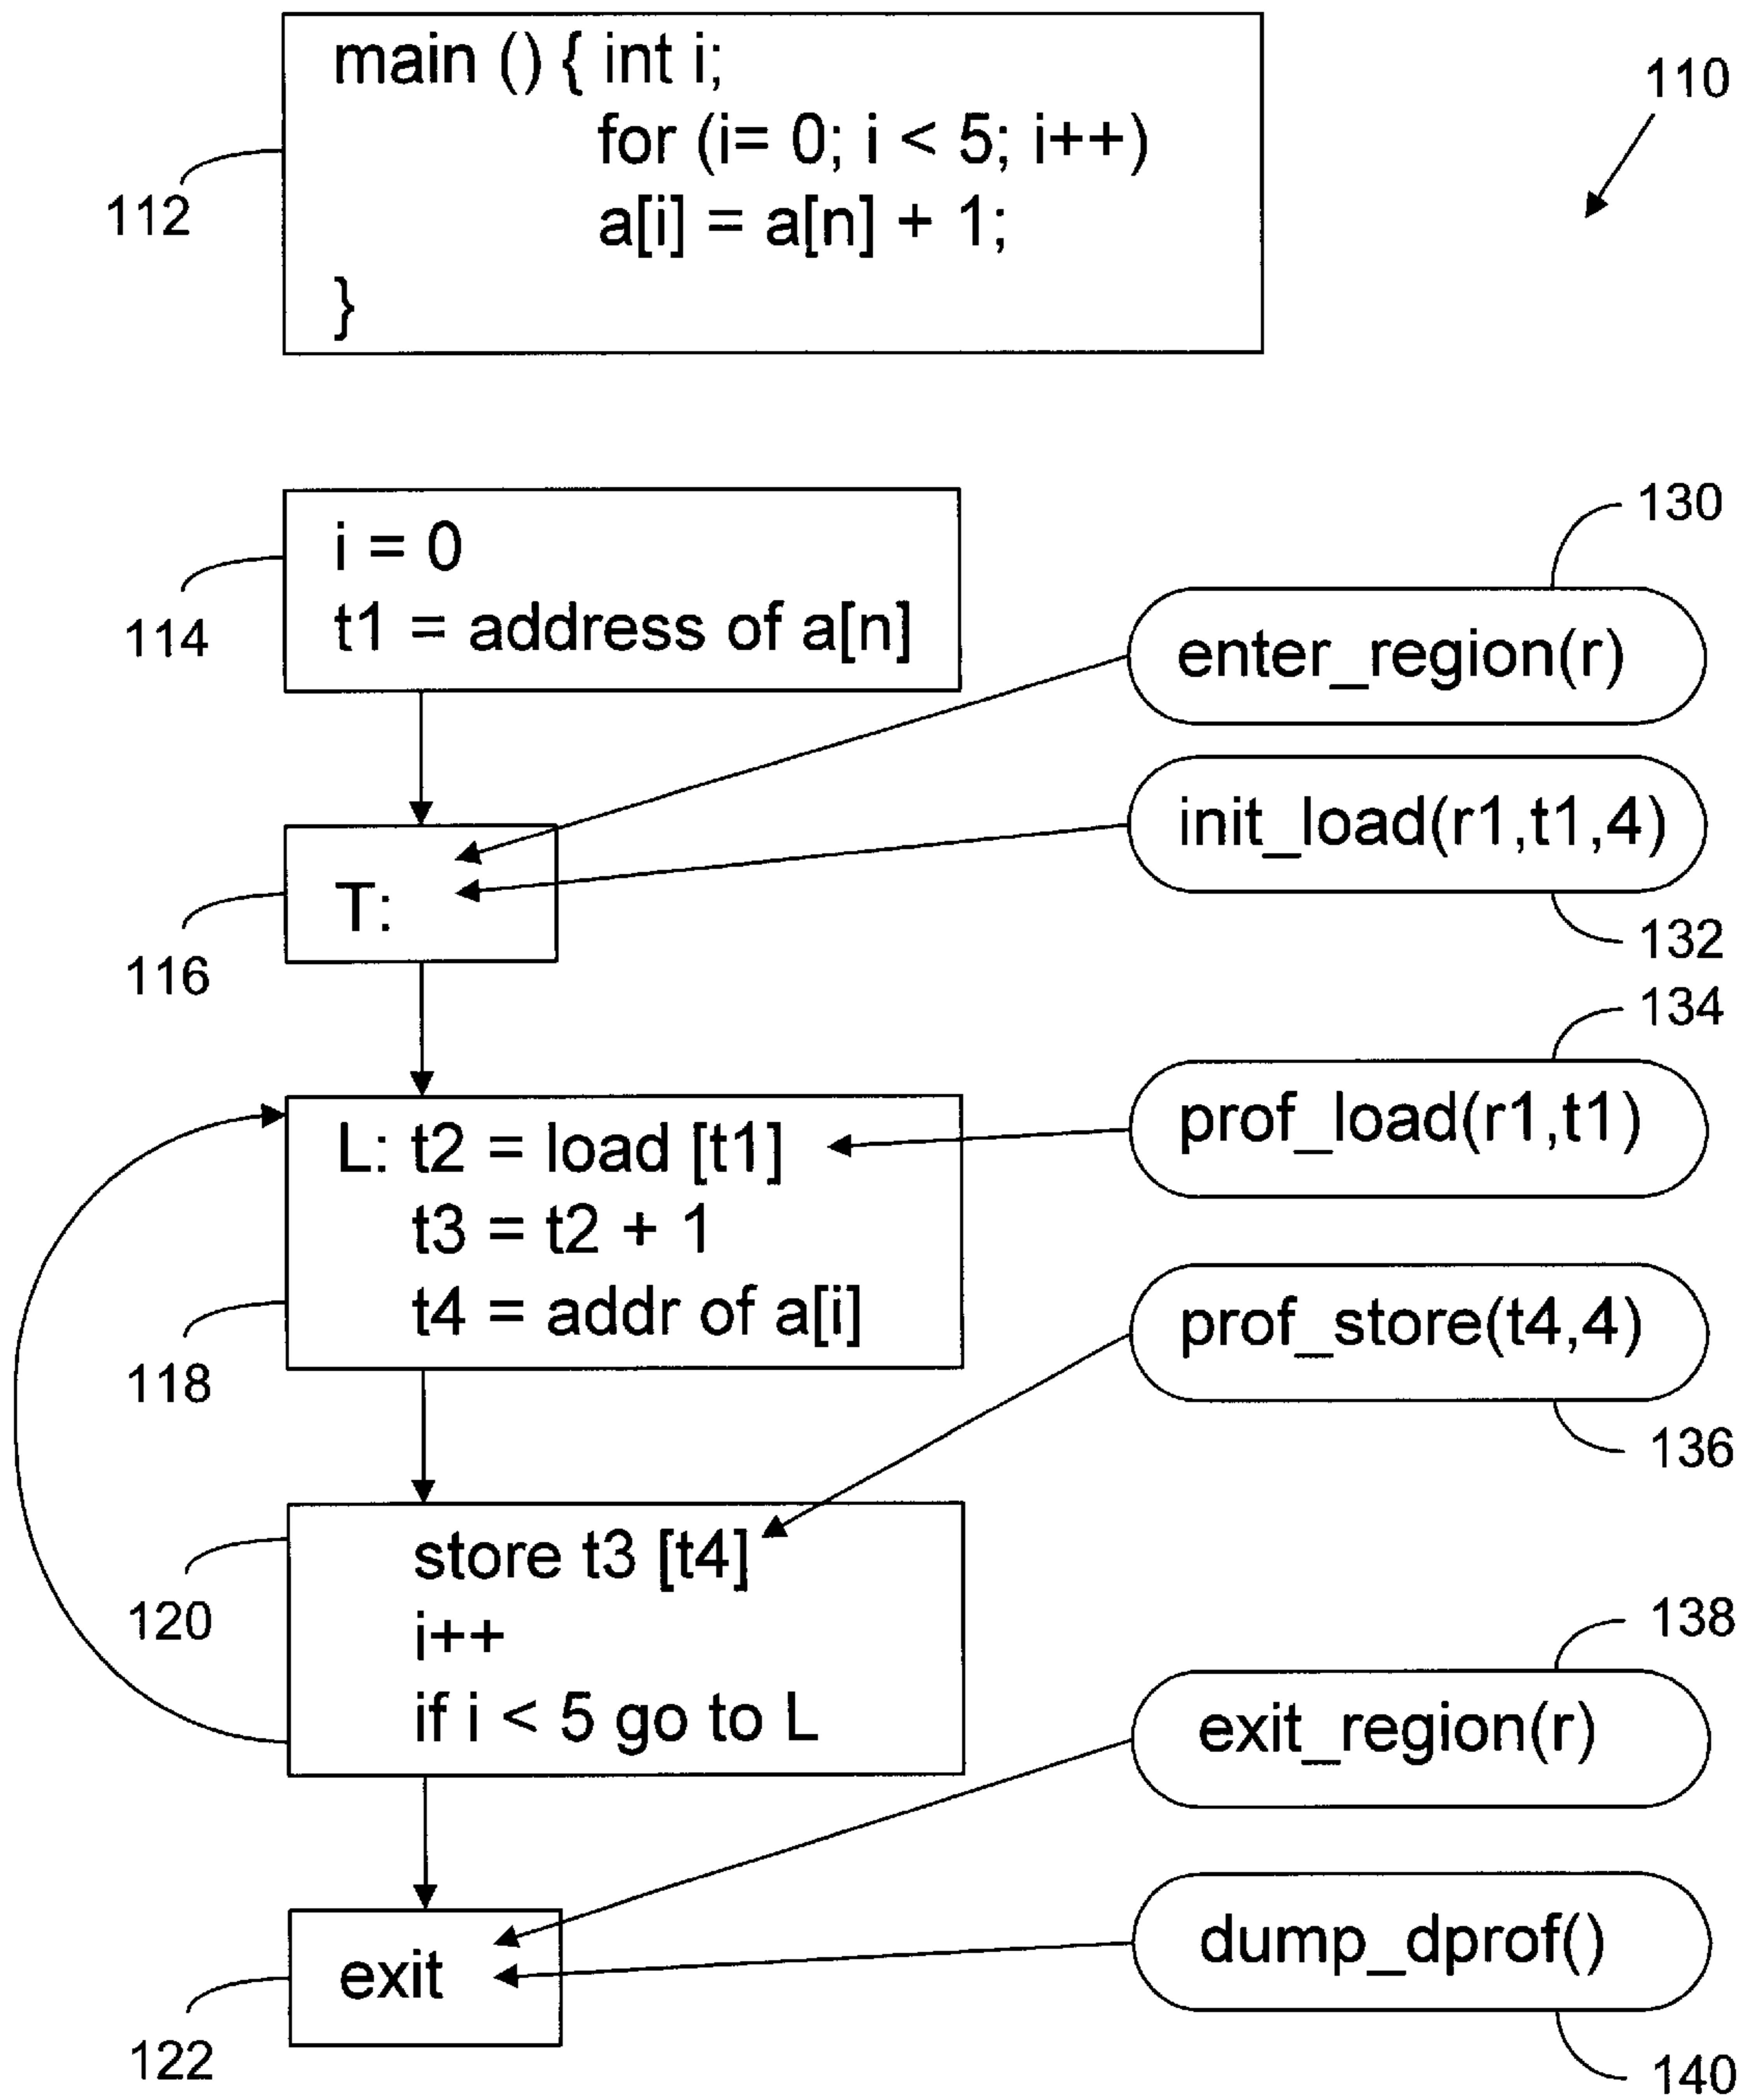 main () { int i;
for (i= 0; i < 5; i++)
a[i] = a[n] + 1;
}
110
112
i = 0
t1 = address of a[n]
114
130
enter_region(r)
init_load(r1,t1,4)
132
T:
116
134
prof_load(r1,t1)
L: t2 = load [t1]
t3 = t2 + 1
t4 = addr of a[i]
118
prof_store(t4,4)
136
store t3 [t4]
i++
if i < 5 go to L
120
138
exit_region(r)
exit
122
dump_dprof()
140